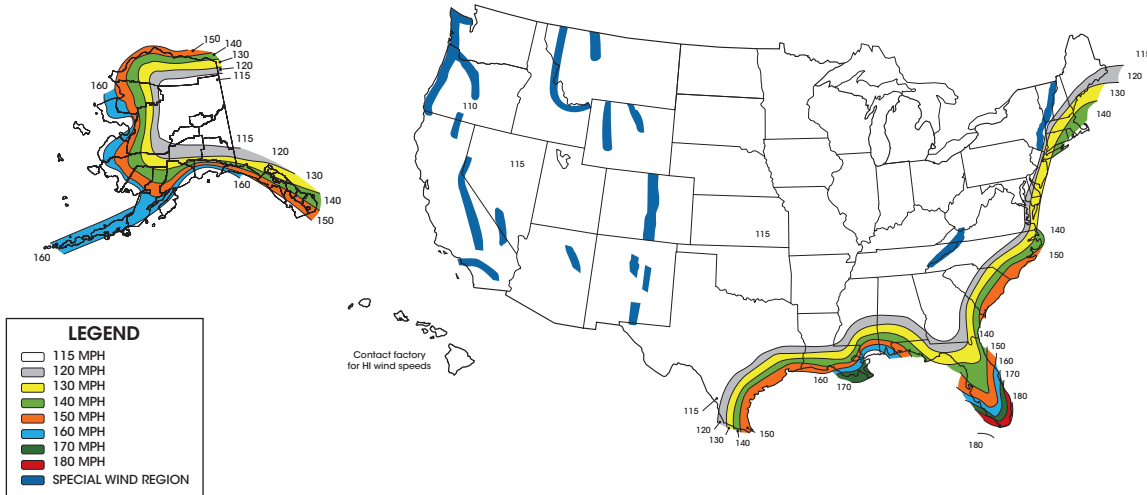 150
140
130
120
115
160
115
120
130
140
150
160
160
110
115
115
115
120
130
140
140
150
140
150
160
170
180
180
160
170
115
120
130
140
150
Contact factory
for HI wind speeds
LEGEND
115 MPH
120 MPH
130 MPH
140 MPH
150 MPH
160 MPH
170 MPH
180 MPH
SPECIAL WIND REGION